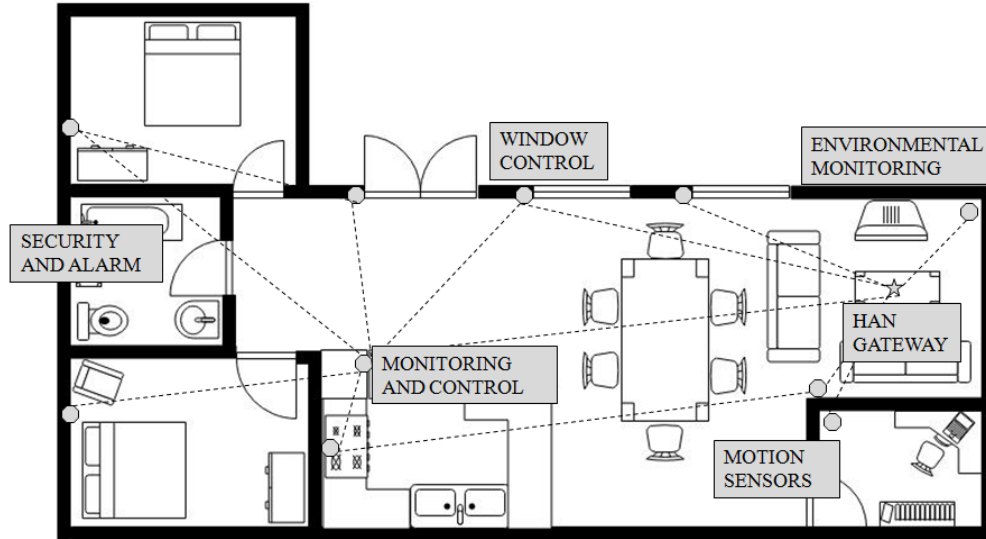 WINDOW
CONTROL
ENVIRONMENTAL
MONITORING
SECURITY
AND ALARM
HAN
GATEWAY
MONITORING
AND CONTROL
MOTION
SENSORS